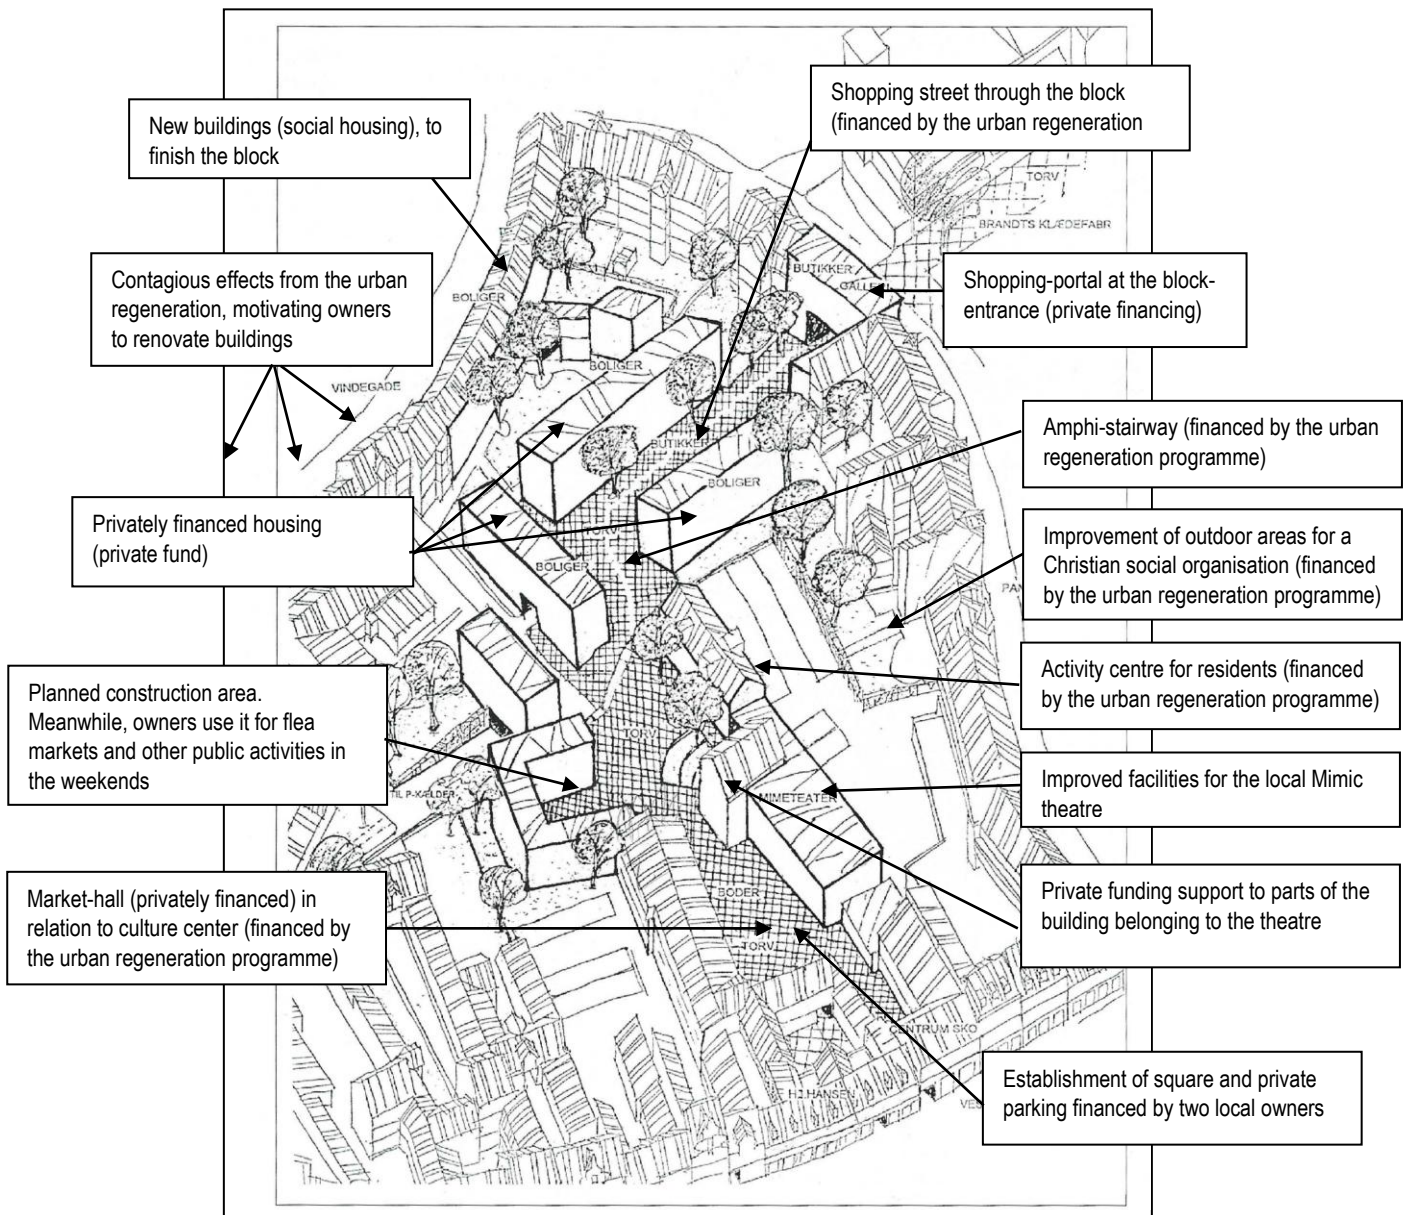 Shopping street through the block
(financed by the urban regeneration
New buildings (social housing), to
finish the block
TORV
BRANDTS KLÆDEFABR
Contagious effects from the urban
regeneration, motivating owners
to renovate buildings
BUTIKKER
Shopping-portal at the block-
entrance (private financing)
BOLIGER
BOLIGER
VINDEGADE
Amphi-stairway (financed by the urban
regeneration programme)
BUTIKKER
BOLIGER
Privately financed housing
(private fund)
TORV
BOLIGER
Improvement of outdoor areas for a
Christian social organisation (financed
by the urban regeneration programme)
Activity centre for residents (financed
by the urban regeneration programme)
Planned construction area.
Meanwhile, owners use it for flea
markets and other public activities in
the weekends
TORV
TIL P-KÆLDER
MIMETEATER
Improved facilities for the local Mimic
theatre
Private funding support to parts of the
building belonging to the theatre
Market-hall (privately financed) in
relation to culture center (financed by
the urban regeneration programme)
BODER
TORV
CENTRUM SKO
H.J.HANSEN
Establishment of square and private
parking financed by two local owners